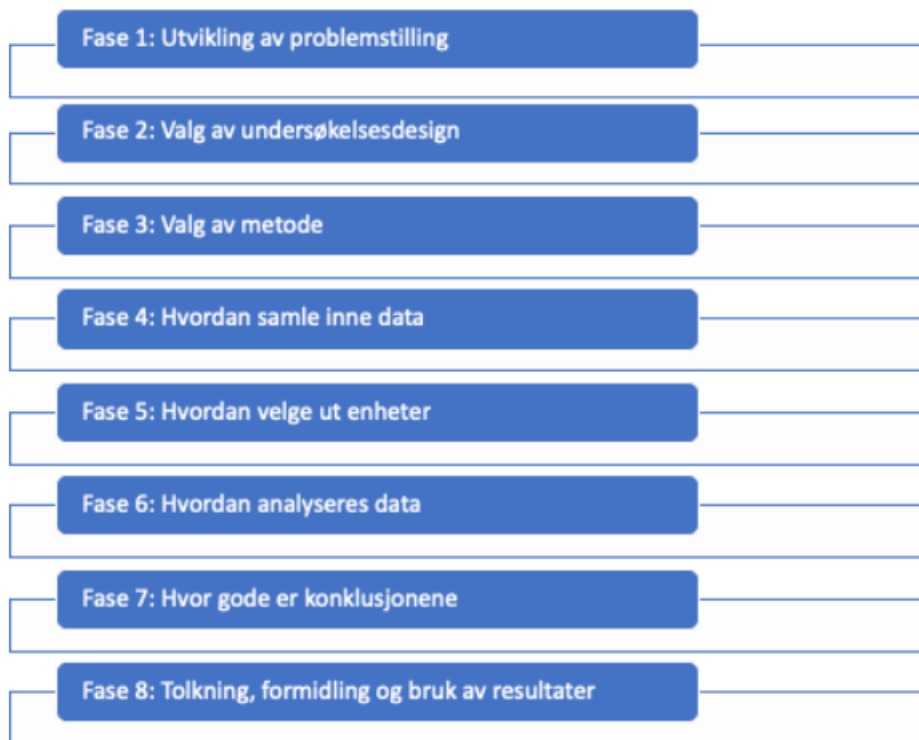 Fase 1: Utvikling av problemstilling
Fase 2: Valg av undersøkelsesdesign
Fase 3: Valg av metode
Fase 4: Hvordan samle inne data
Fase 5: Hvordan velge ut enheter
Fase 6: Hvordan analyseres data
Fase 7: Hvor gode er konklusjonene
Fase 8: Tolkning, formidling og bruk av resultater